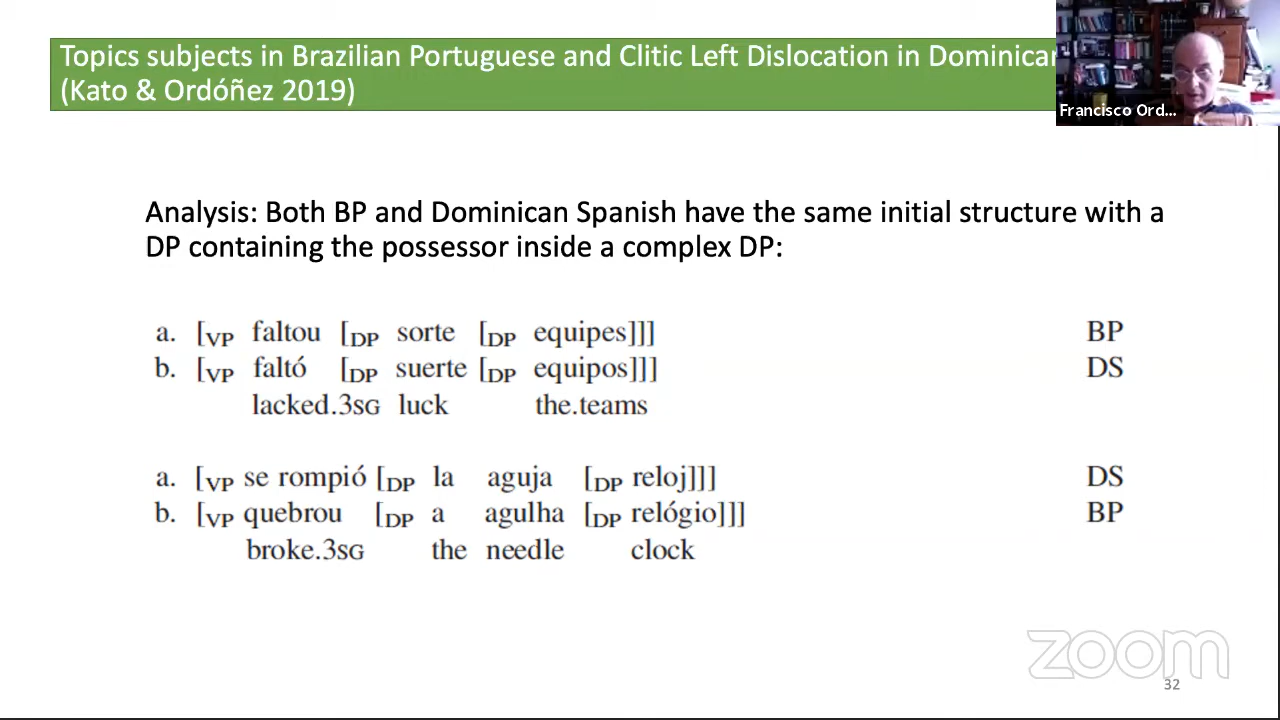 Topics subjects in Brazilian Portuguese and Clitic Left Dislocation in Dominican
(Kato & Ordóñez 2019)
Francisco Ord...
Analysis: Both BP and Dominican Spanish have the same initial structure with a
DP containing the possessor inside a complex DP:
a. [VP faltou [DP sorte [DP equipes]]] BP
b. [VP faltó [DP suerte [DP equipos]]] DS
lacked.3SG luck the.teams
a. [VP se rompió [DP la aguja [DP reloj]]] DS
b. [VP quebrou [DP a agulha [DP relógio]]] BP
broke.3SG the needle clock
zoom
32